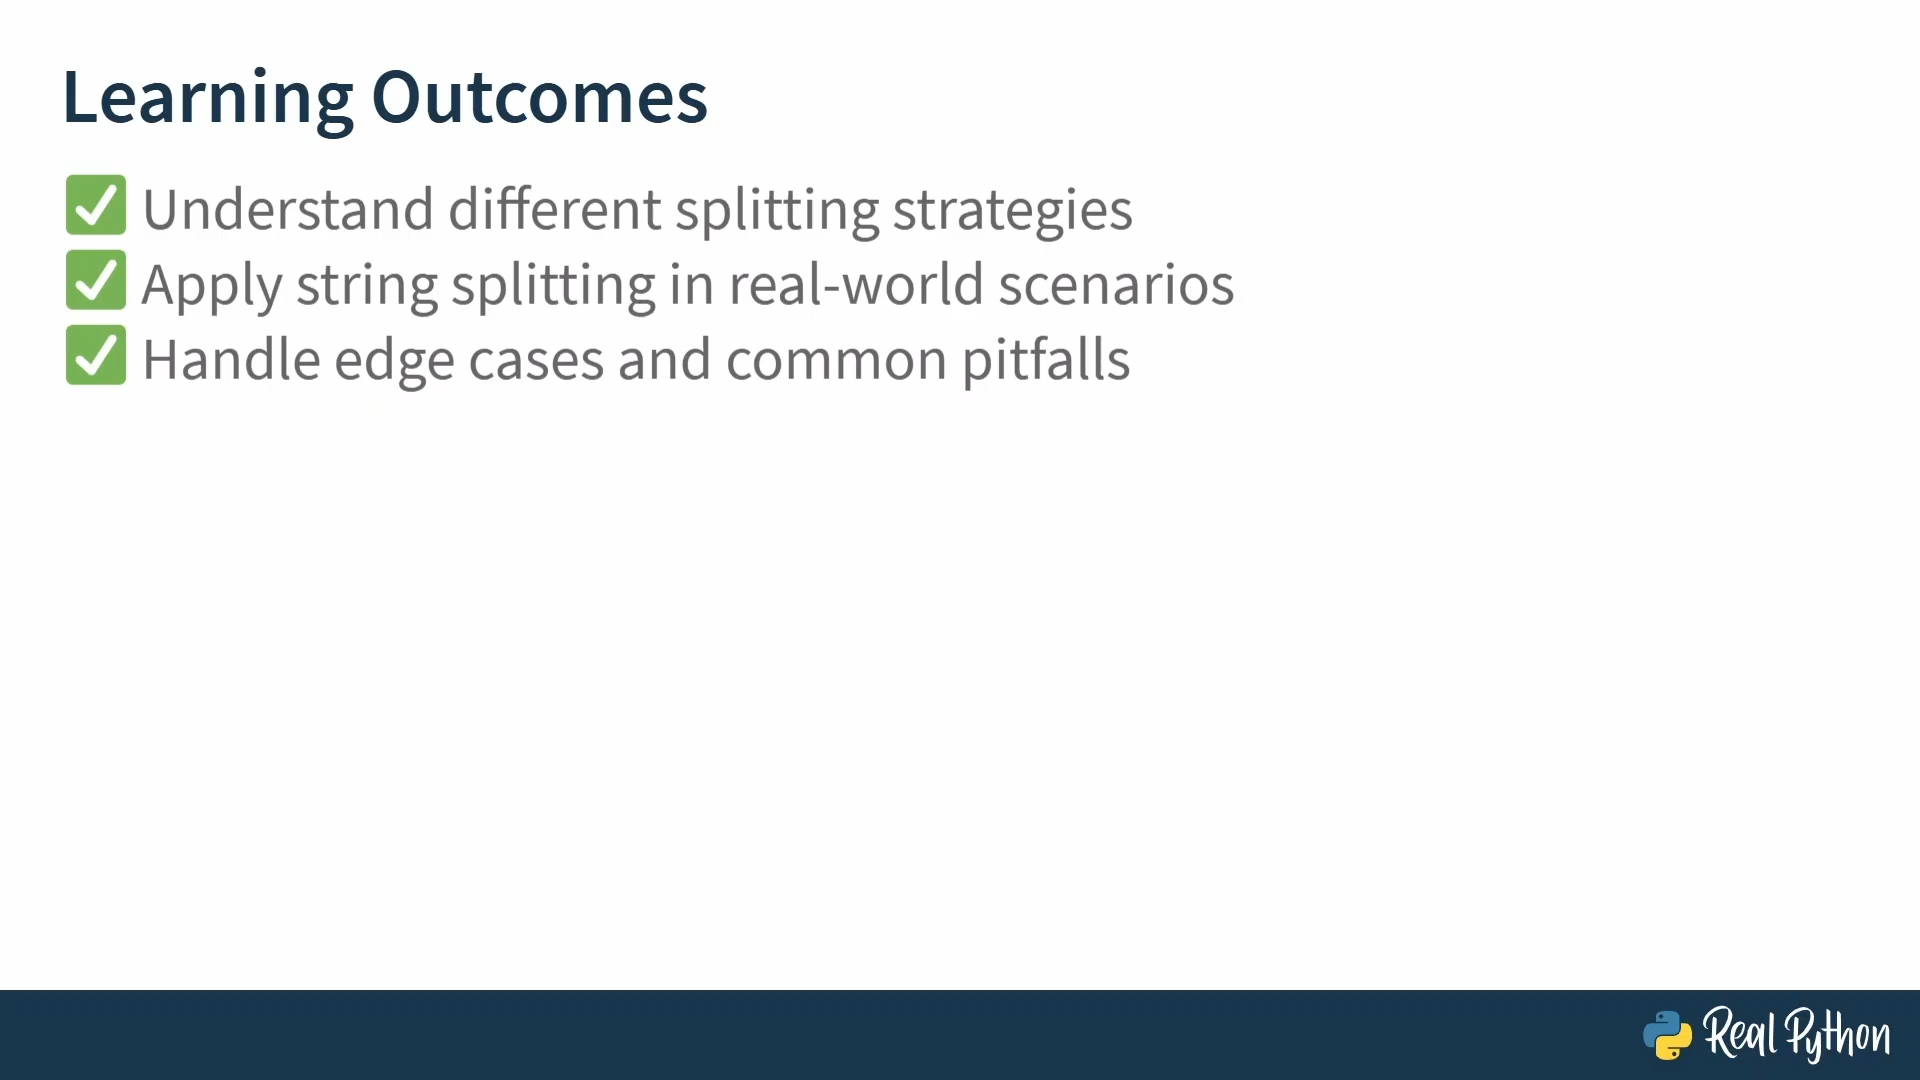 Learning Outcomes
✅ Understand different splitting strategies
✅ Apply string splitting in real-world scenarios
✅ Handle edge cases and common pitfalls
Real Python